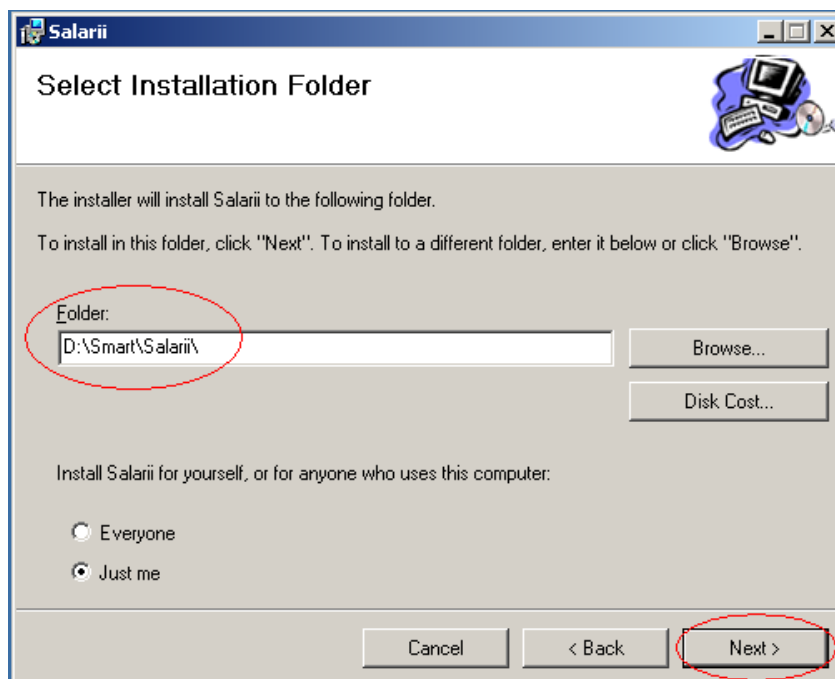 Salarii
Select Installation Folder
The installer will install Salarii to the following folder.
To install in this folder, click "Next". To install to a different folder, enter it below or click "Browse".
Folder:
D:\Smart\Salarii\
Browse...
Disk Cost...
Install Salarii for yourself, or for anyone who uses this computer:
Everyone
Just me
Cancel
< Back
Next >